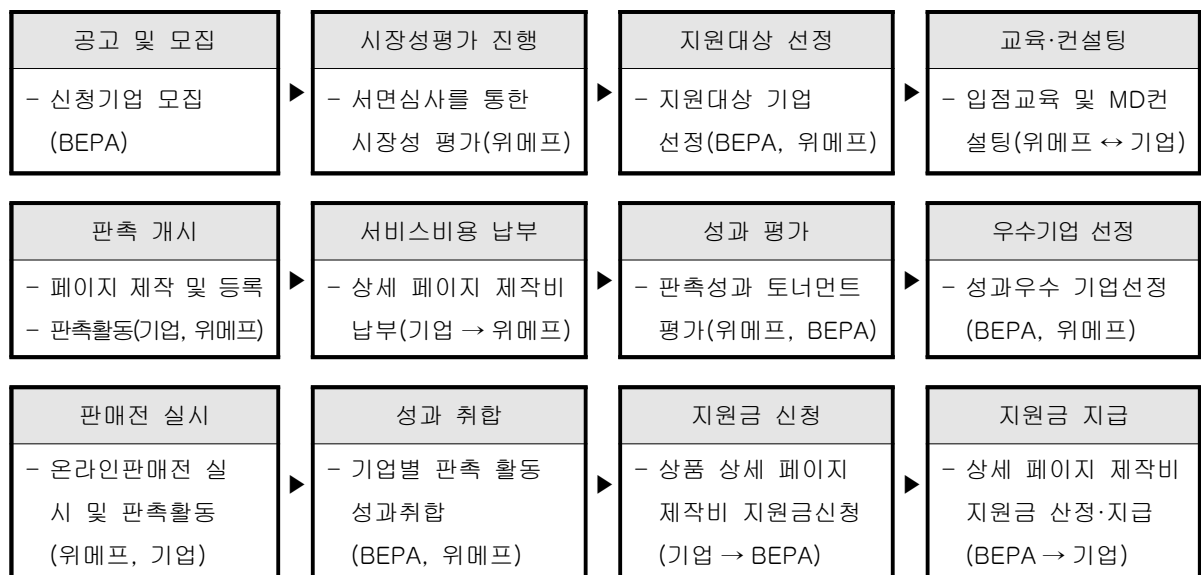 공고 및 모집
- 신청기업 모집
(BEPA)
▶
시장성평가 진행
- 서면심사를 통한
시장성 평가(위메프)
▶
지원대상 선정
- 지원대상 기업
선정(BEPA, 위메프)
▶
교육·컨설팅
- 입점교육 및 MD컨
설팅(위메프 ↔ 기업)
판촉 개시
- 페이지 제작 및 등록
- 판촉활동(기업, 위메프)
▶
서비스비용 납부
- 상세 페이지 제작비
납부(기업 → 위메프)
▶
성과 평가
- 판촉성과 토너먼트
평가(위메프, BEPA)
▶
우수기업 선정
- 성과우수 기업선정
(BEPA, 위메프)
판매전 실시
- 온라인판매전 실
시 및 판촉활동
(위메프, 기업)
▶
성과 취합
- 기업별 판촉 활동
성과취합
(BEPA, 위메프)
▶
지원금 신청
- 상품 상세 페이지
제작비 지원금신청
(기업 → BEPA)
▶
지원금 지급
- 상세 페이지 제작비
지원금 산정·지급
(BEPA → 기업)